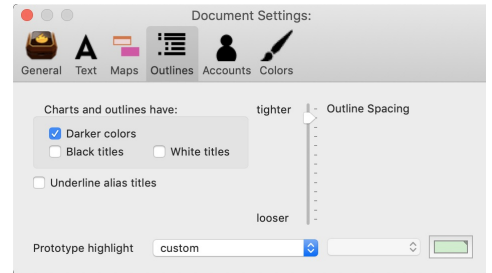 Document Settings:
General Text Maps Outlines Accounts Colors
Charts and outlines have:
tighter
Outline Spacing
Darker colors
Black titles
White titles
Underline alias titles
looser
Prototype highlight
custom